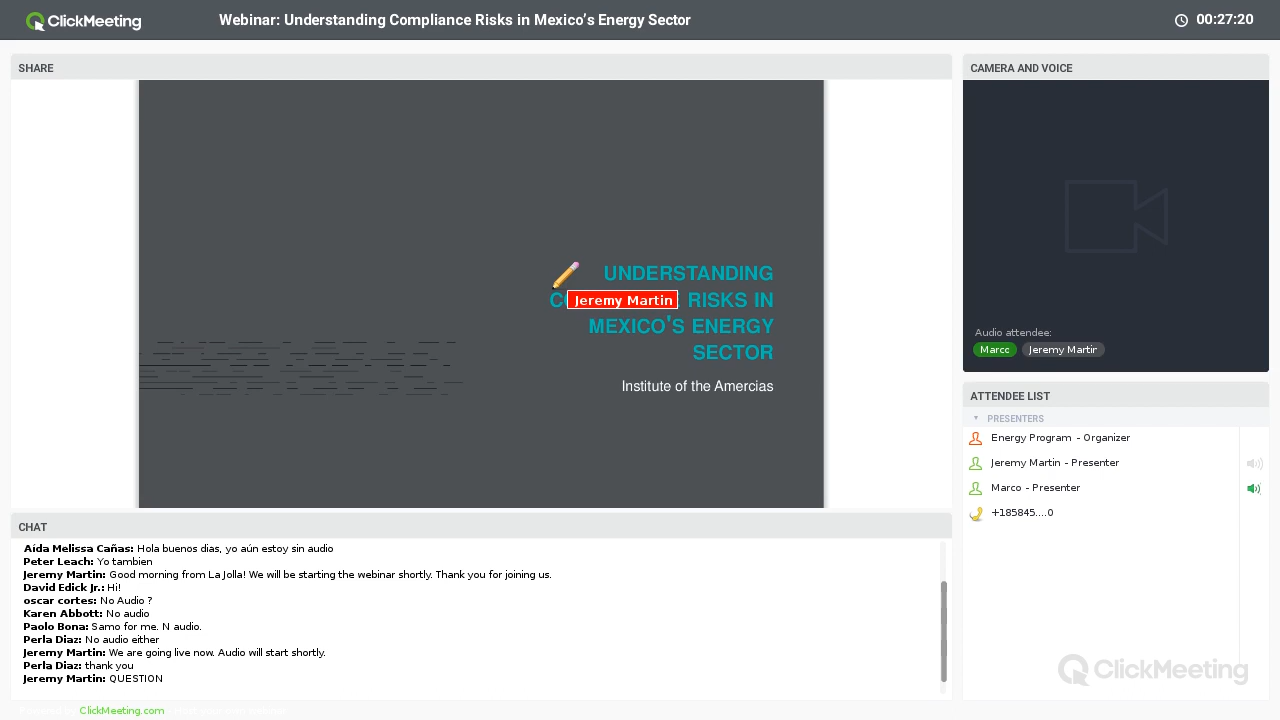 ClickMeeting
Webinar: Understanding Compliance Risks in Mexico’s Energy Sector
00:27:20
SHARE
UNDERSTANDING
C
Jeremy Martin
RISKS IN
MEXICO'S ENERGY
SECTOR
Institute of the Amercias
CAMERA AND VOICE
Audio attendee:
Marco
Jeremy Martin
ATTENDEE LIST
PRESENTERS
Energy Program - Organizer
Jeremy Martin - Presenter
Marco - Presenter
+185845....0
ClickMeeting
CHAT
Aída Melissa Cañas: Hola buenos dias, yo aún estoy sin audio
Peter Leach: Yo tambien
Jeremy Martin: Good morning from La Jolla! We will be starting the webinar shortly. Thank you for joining us.
David Edick Jr.: Hi!
oscar cortes: No Audio ?
Karen Abbott: No audio
Paolo Bona: Samo for me. N audio.
Perla Diaz: No audio either
Jeremy Martin: We are going live now. Audio will start shortly.
Perla Diaz: thank you
Jeremy Martin: QUESTION
ClickMeeting.com